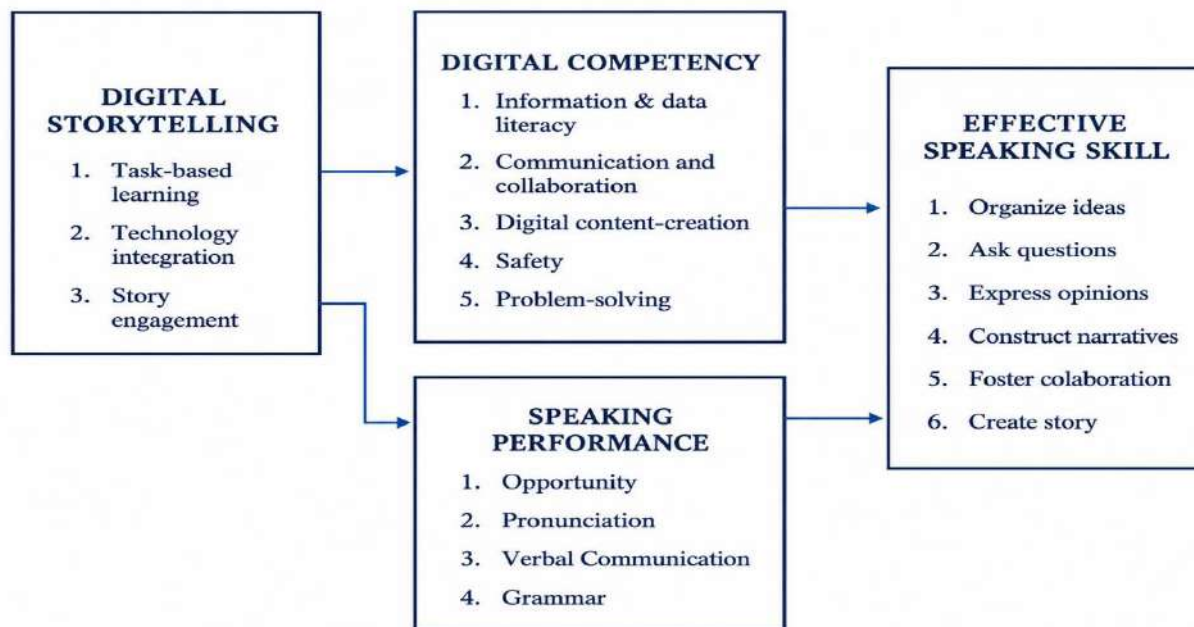 DIGITAL
STORYTELLING
1. Task-based
learning
2. Technology
intcgration
3. Story
engagement
DIGITAL COMPETENCY
1. Information & data
literacy
2. Communication and
collaboration
3. Digital content-creation
4. Safety
5. Problem-solving
SPEAKING
PERFORMANCE
1. Opportunity
2. Pronunciation
3. Verbal Communication
4. Grammar
EFFECTIVE
SPEAKING SKILL
1. Organize ideas
2. Ask questions
3. Express opinions
4. Construct narratives
5. Foster colaboration
6. Create story